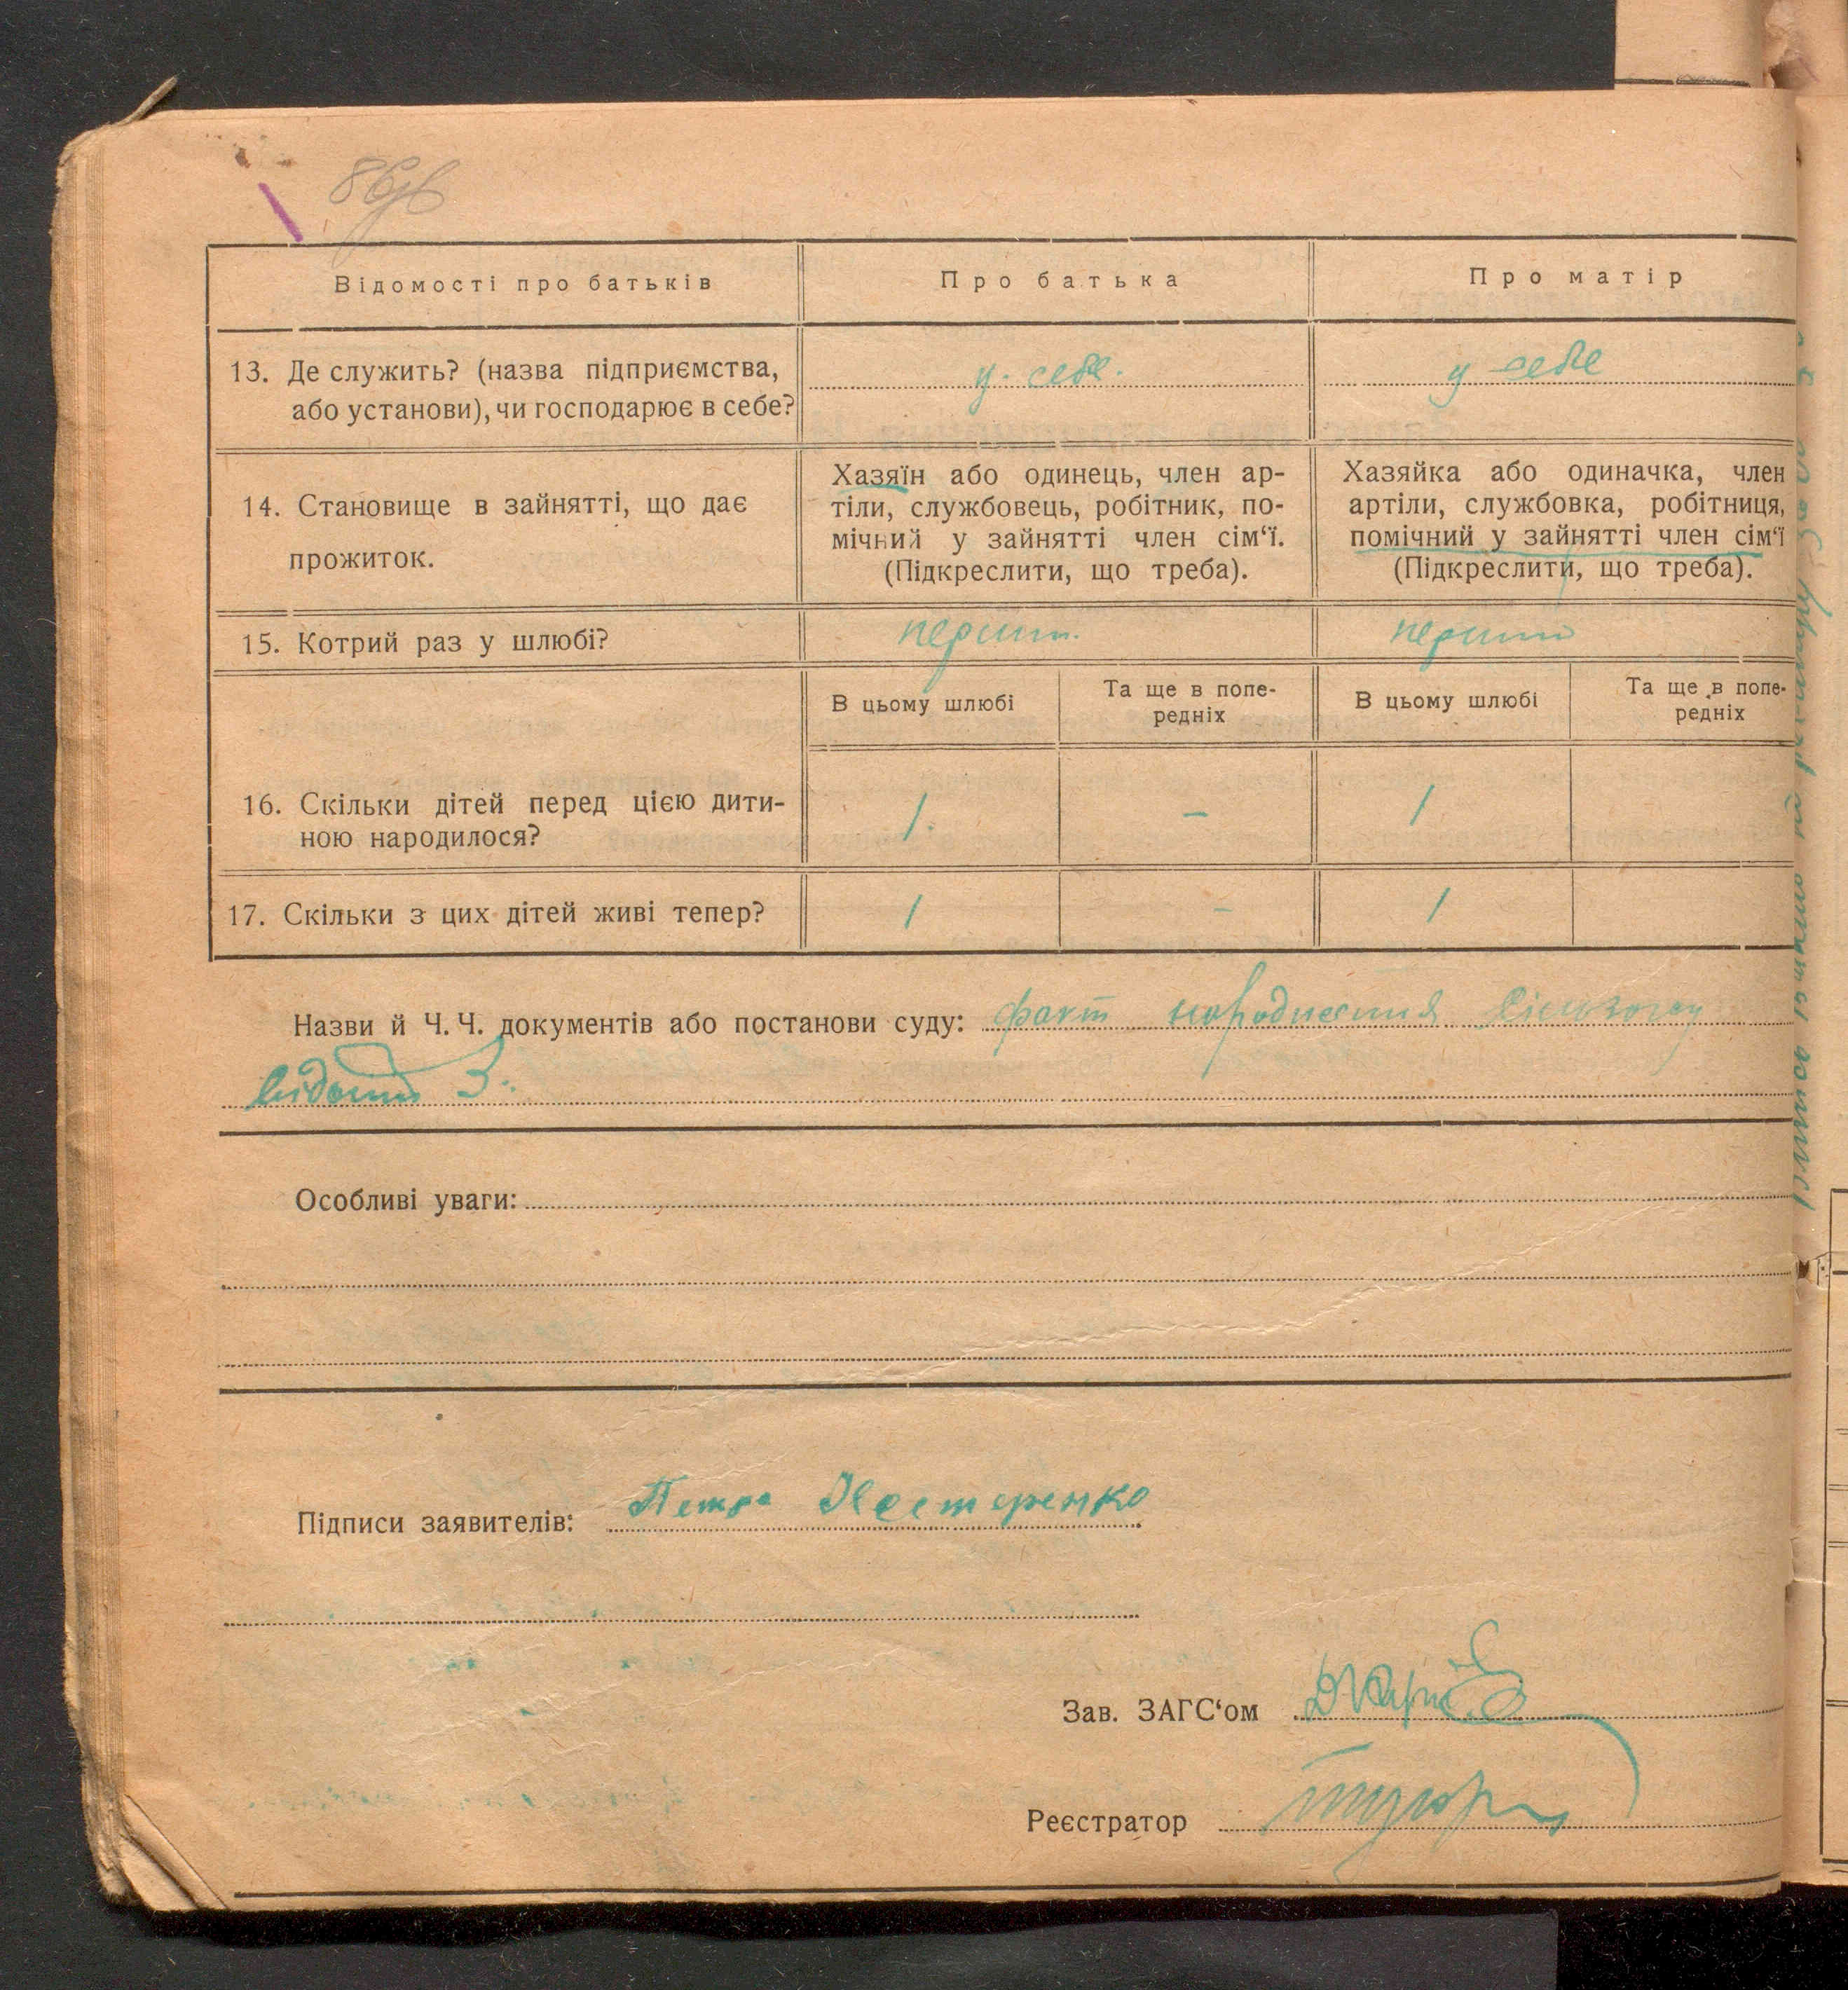 86
Відомості про батьків
Про батька
Про матір
13. Де служить? (назва підприємства,
або установи), чи господарює в себе?
у себе.
у себе
14. Становище в зайнятті, що дає
прожиток.
Хазяїн або одинець, член ар-
тіли, службовець, робітник, по-
мічний у зайнятті член сім‘ї.
(Підкреслити, що треба).
Хазяйка або одиначка, член
артіли, службовка, робітниця,
помічний у зайнятті член сім‘ї
(Підкреслити, що треба).
15. Котрий раз у шлюбі?
перший.
перший
В цьому шлюбі
Та ще в попе-
редніх
В цьому шлюбі
Та ще в попе-
редніх
16. Скільки дітей перед цією дити-
ною народилося?
1.
-
1
17. Скільки з цих дітей живі тепер?
1
-
1
Назви й Ч. Ч. документів або постанови суду: факт народження
Особливі уваги:
Підписи заявителів: Петро Нестеренко
Зав. ЗАГС‘ом
Реєстратор